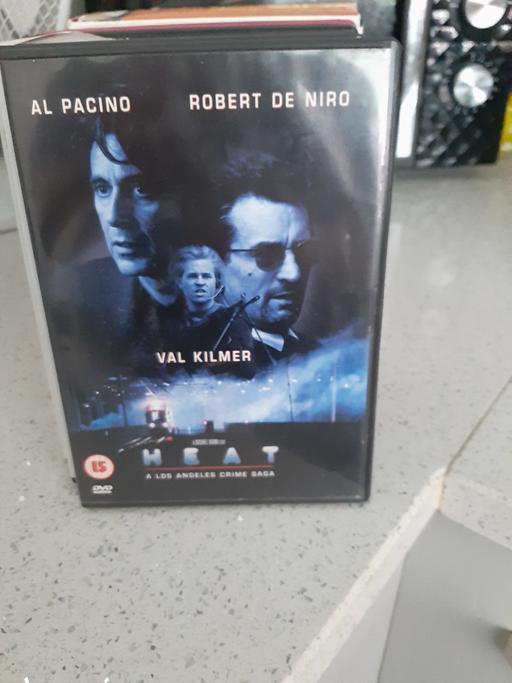 AL PACINO ROBERT DE NIRO
VAL KILMER
HEAT
15
A LOS ANGELES CRIME SAGA
DVD